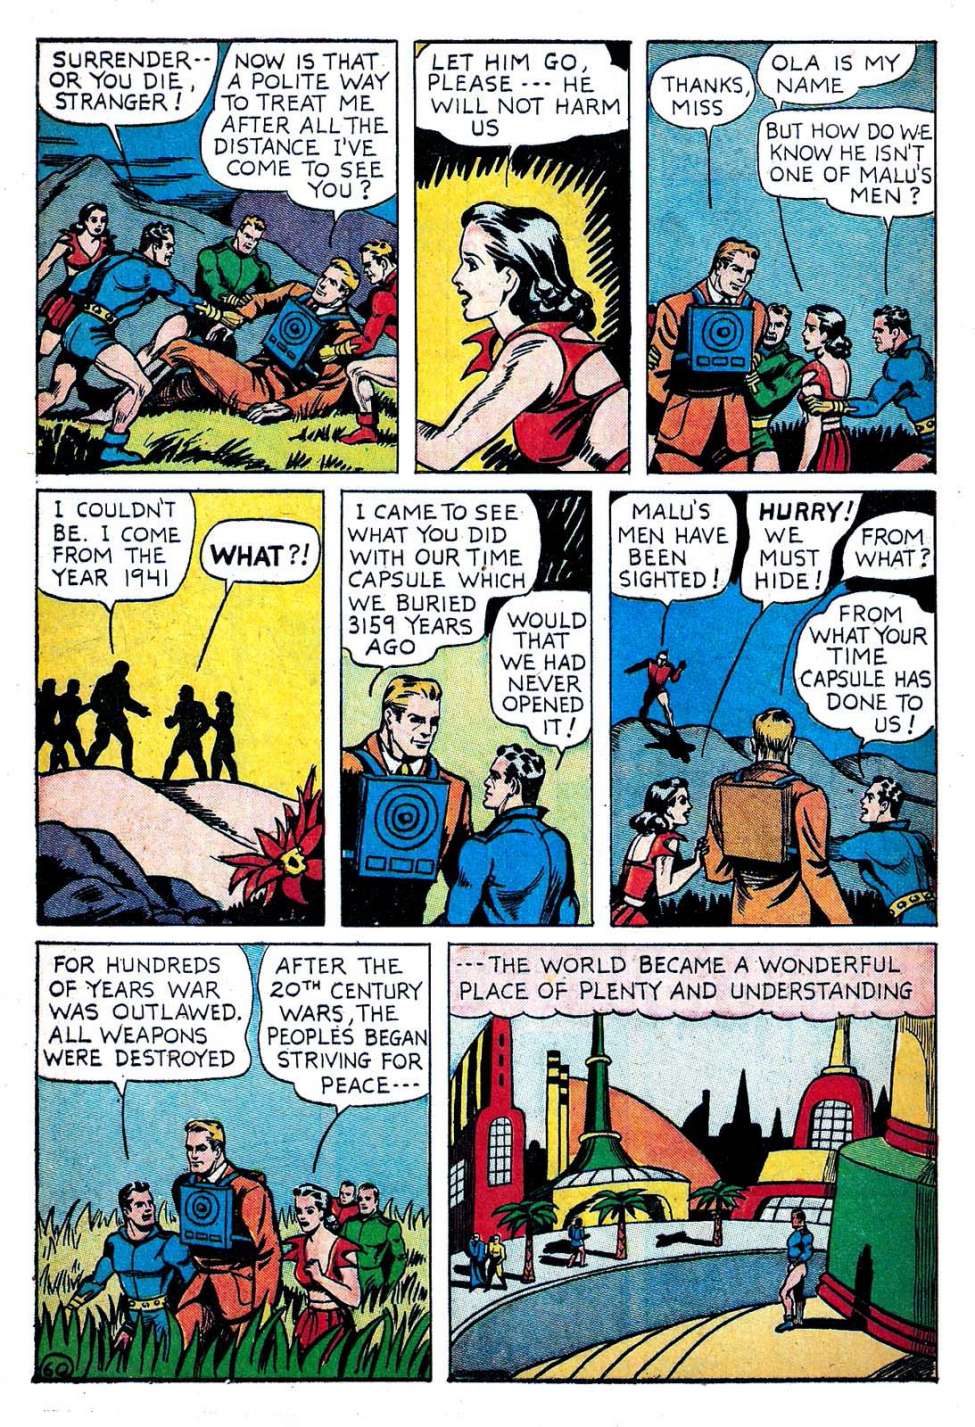 SURRENDER--
OR YOU DIE,
STRANGER!
NOW IS THAT
A POLITE WAY
TO TREAT ME
AFTER ALL THE
DISTANCE I'VE
COME TO SEE
YOU?
LET HIM GO,
PLEASE --- HE
WILL NOT HARM
US
THANKS,
MISS
OLA IS MY
NAME
BUT HOW DO WE
KNOW HE ISN'T
ONE OF MALU'S
MEN?
I COULDN'T
BE. I COME
FROM THE
YEAR 1941
WHAT?!
I CAME TO SEE
WHAT YOU DID
WITH OUR TIME
CAPSULE WHICH
WE BURIED
3159 YEARS
AGO
WOULD
THAT
WE HAD
NEVER
OPENED
IT!
MALU'S
MEN HAVE
BEEN
SIGHTED!
HURRY!
WE
MUST
HIDE!
FROM
WHAT?
FROM
WHAT YOUR
TIME
CAPSULE HAS
DONE TO
US!
FOR HUNDREDS
OF YEARS WAR
WAS OUTLAWED.
ALL WEAPONS
WERE DESTROYED
AFTER THE
20TH CENTURY
WARS, THE
PEOPLES BEGAN
STRIVING FOR
PEACE---
---THE WORLD BECAME A WONDERFUL
PLACE OF PLENTY AND UNDERSTANDING
60